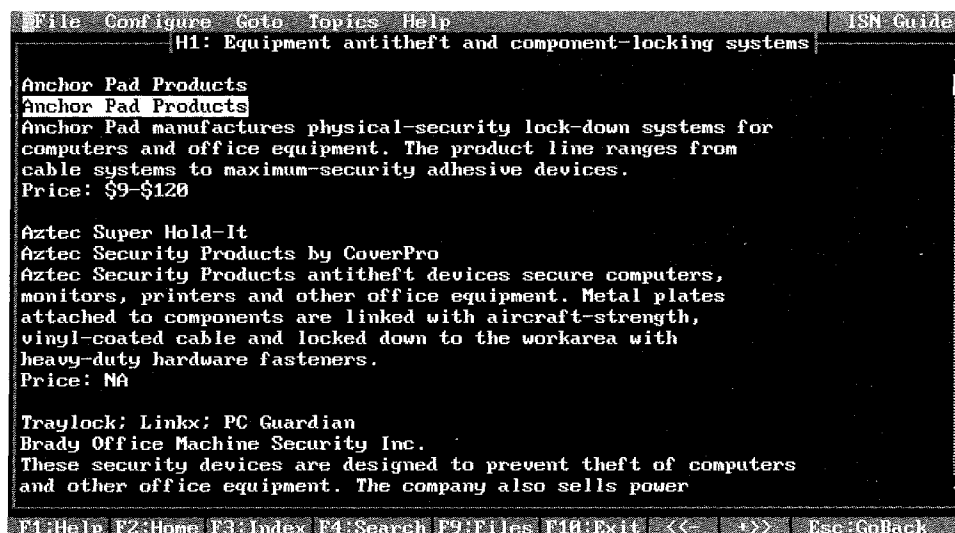 File Configure Goto Topics Help ISN Guide
H1: Equipment antitheft and component-locking systems
Anchor Pad Products
Anchor Pad Products
Anchor Pad manufactures physical-security lock-down systems for
computers and office equipment. The product line ranges from
cable systems to maximum-security adhesive devices.
Price: $9-$120
Aztec Super Hold-It
Aztec Security Products by CoverPro
Aztec Security Products antitheft devices secure computers,
monitors, printers and other office equipment. Metal plates
attached to components are linked with aircraft-strength,
vinyl-coated cable and locked down to the workarea with
heavy-duty hardware fasteners.
Price: NA
Traylock; Linkx; PC Guardian
Brady Office Machine Security Inc.
These security devices are designed to prevent theft of computers
and other office equipment. The company also sells power
F1:Help F2:Home F3:Index F4:Search F9:Files F10:Exit <<- +>> Esc:GoBack